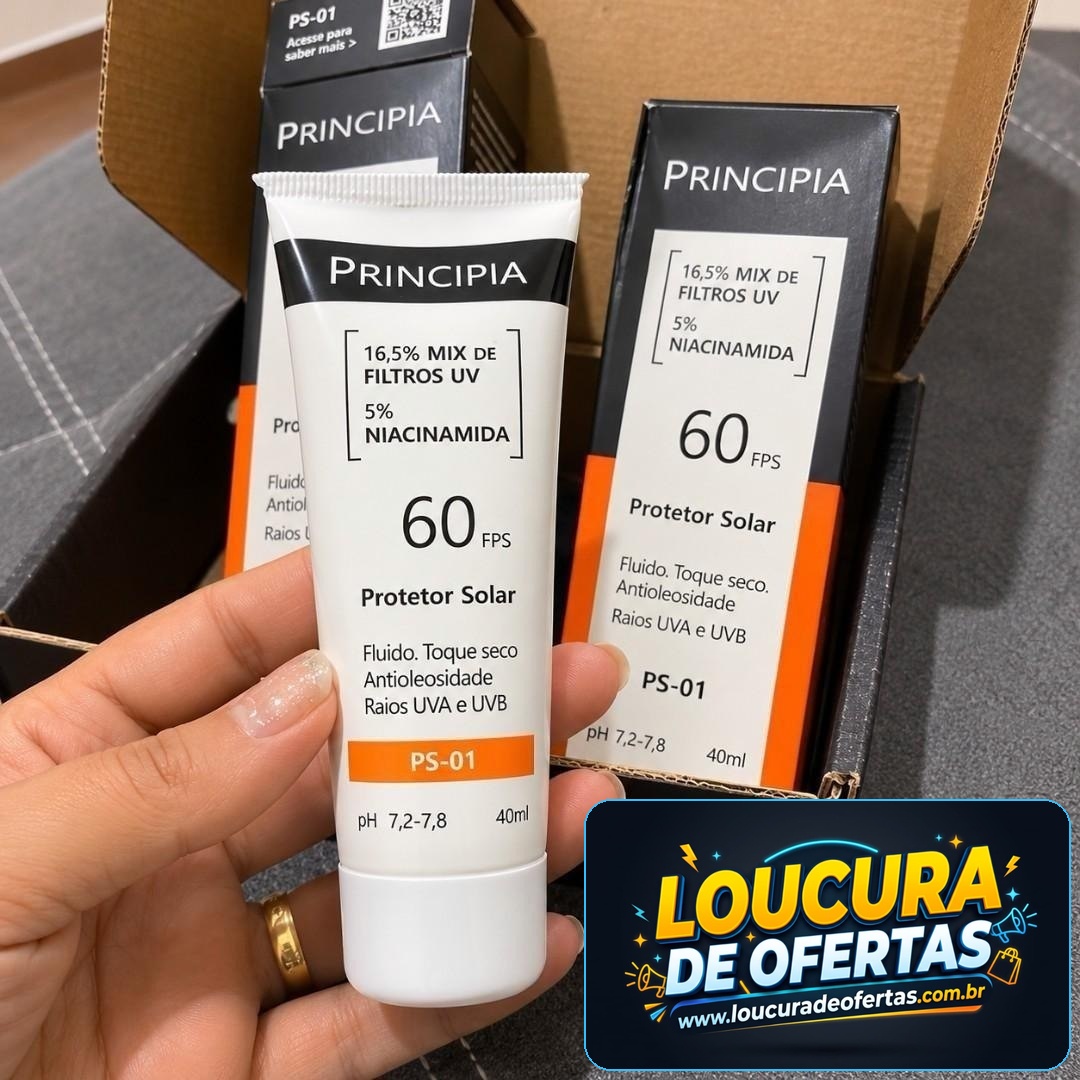 PS-01
Acesse para
saber mais >
PRINCIPIA
Fluido
Raios
PRINCIPIA
16,5% MIX DE
FILTROS UV
5%
NIACINAMIDA
60 FPS
Protetor Solar
Fluido. Toque seco
Antioleosidade
Raios UVA e UVB
PS-01
pH 7,2-7,8 40ml
PRINCIPIA
16,5% MIX DE
FILTROS UV
5%
NIACINAMIDA
60 FPS
Protetor Solar
Fluido. Toque seco.
Antioleosidade
Raios UVA e UVB
PS-01
pH 7,2-7,8 40ml
LOUCURA
DE OFERTAS
www.loucuradeofertas.com.br